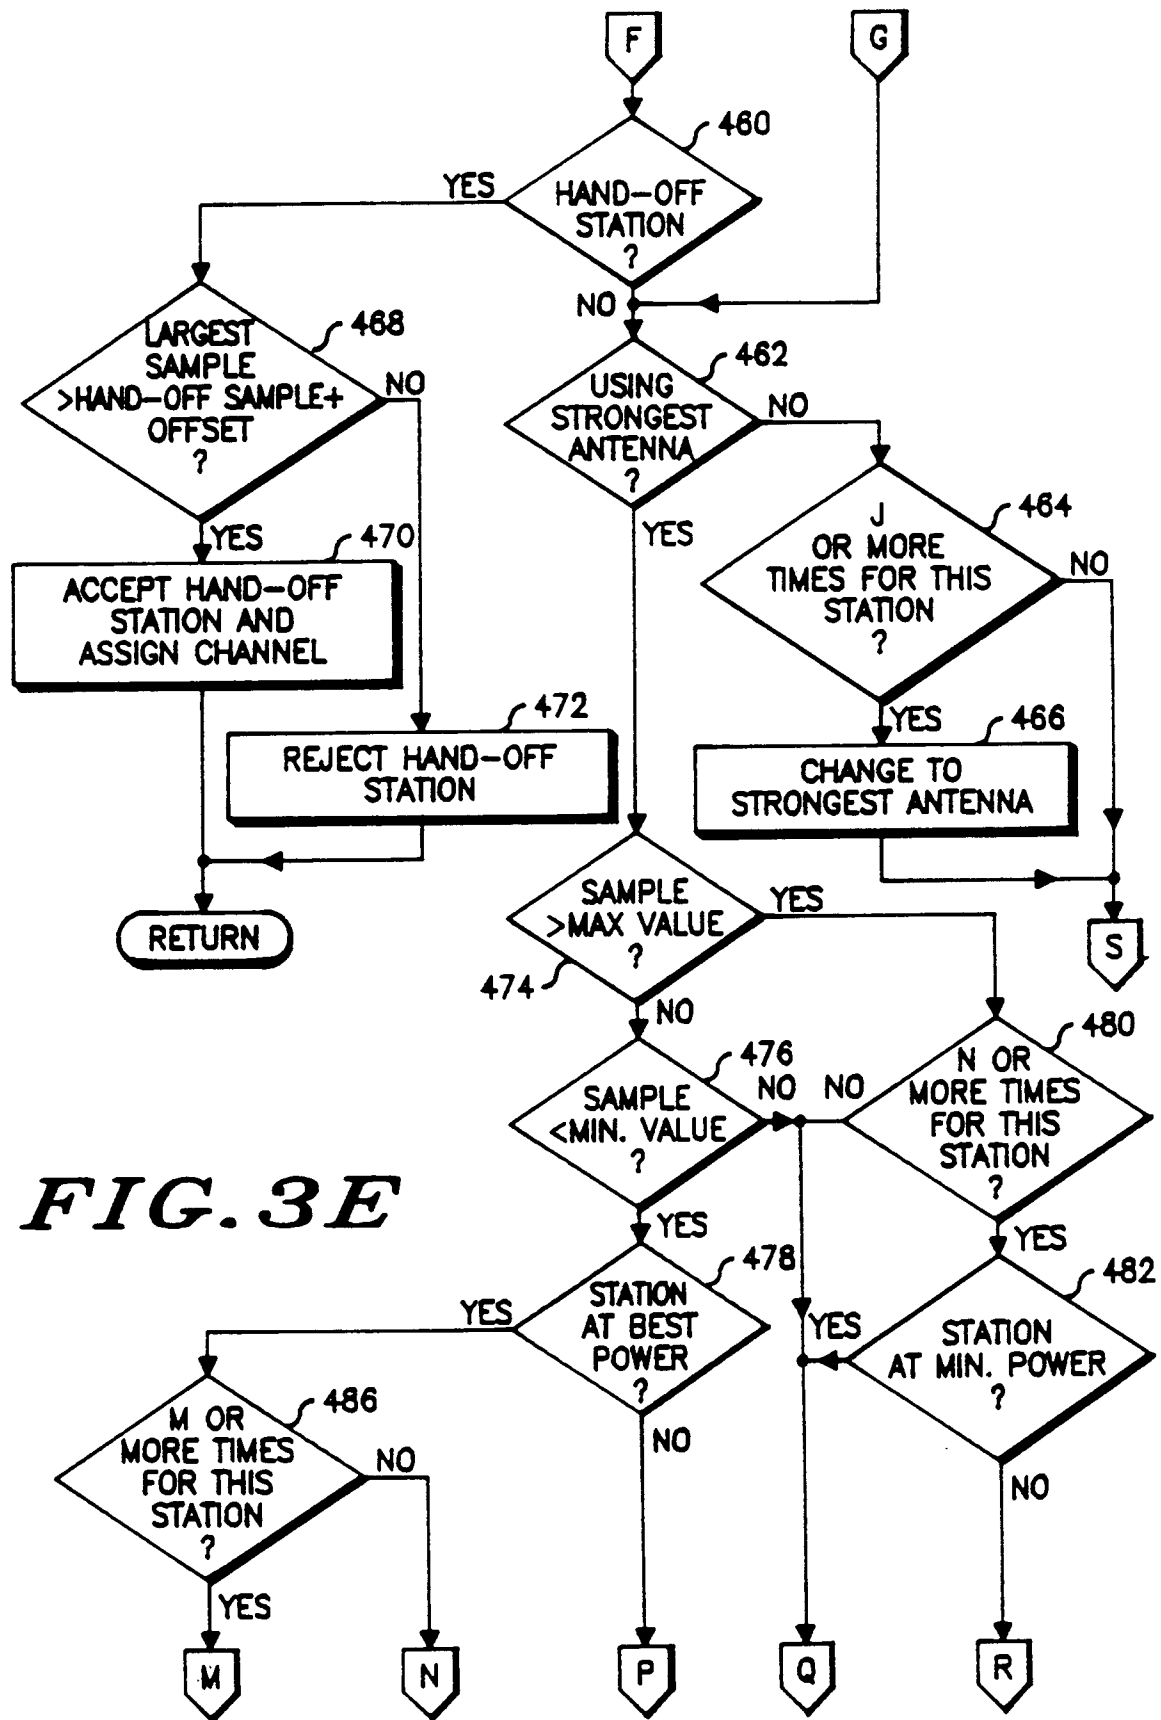 F
G
460
HAND-OFF
STATION
?
YES
NO
468
LARGEST
SAMPLE
>HAND-OFF SAMPLE+
OFFSET
?
NO
YES
462
USING
STRONGEST
ANTENNA
?
NO
YES
464
J
OR MORE
TIMES FOR THIS
STATION
?
NO
YES
470
ACCEPT HAND-OFF
STATION AND
ASSIGN CHANNEL
472
REJECT HAND-OFF
STATION
466
CHANGE TO
STRONGEST ANTENNA
RETURN
S
SAMPLE
>MAX VALUE
?
474
YES
NO
476
SAMPLE
<MIN. VALUE
?
NO
YES
480
N OR
MORE TIMES
FOR THIS
STATION
?
NO
YES
FIG.3E
478
STATION
AT BEST
POWER
?
YES
NO
482
STATION
AT MIN. POWER
?
YES
NO
486
M OR
MORE TIMES
FOR THIS
STATION
?
NO
YES
M
N
P
Q
R